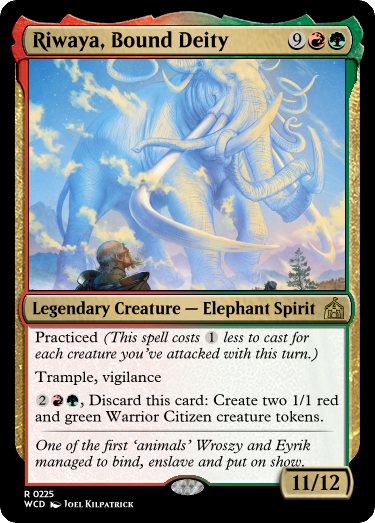 Riwaya, Bound Deity 9
Legendary Creature — Elephant Spirit
Practiced (This spell costs 1 less to cast for
each creature you've attacked with this turn.)
Trample, vigilance
2, Discard this card: Create two 1/1 red
and green Warrior Citizen creature tokens.
One of the first ‘animals’ Wroszy and Eyrik
managed to bind, enslave and put on show.
11/12
R 0225
WCD Joel Kilpatrick